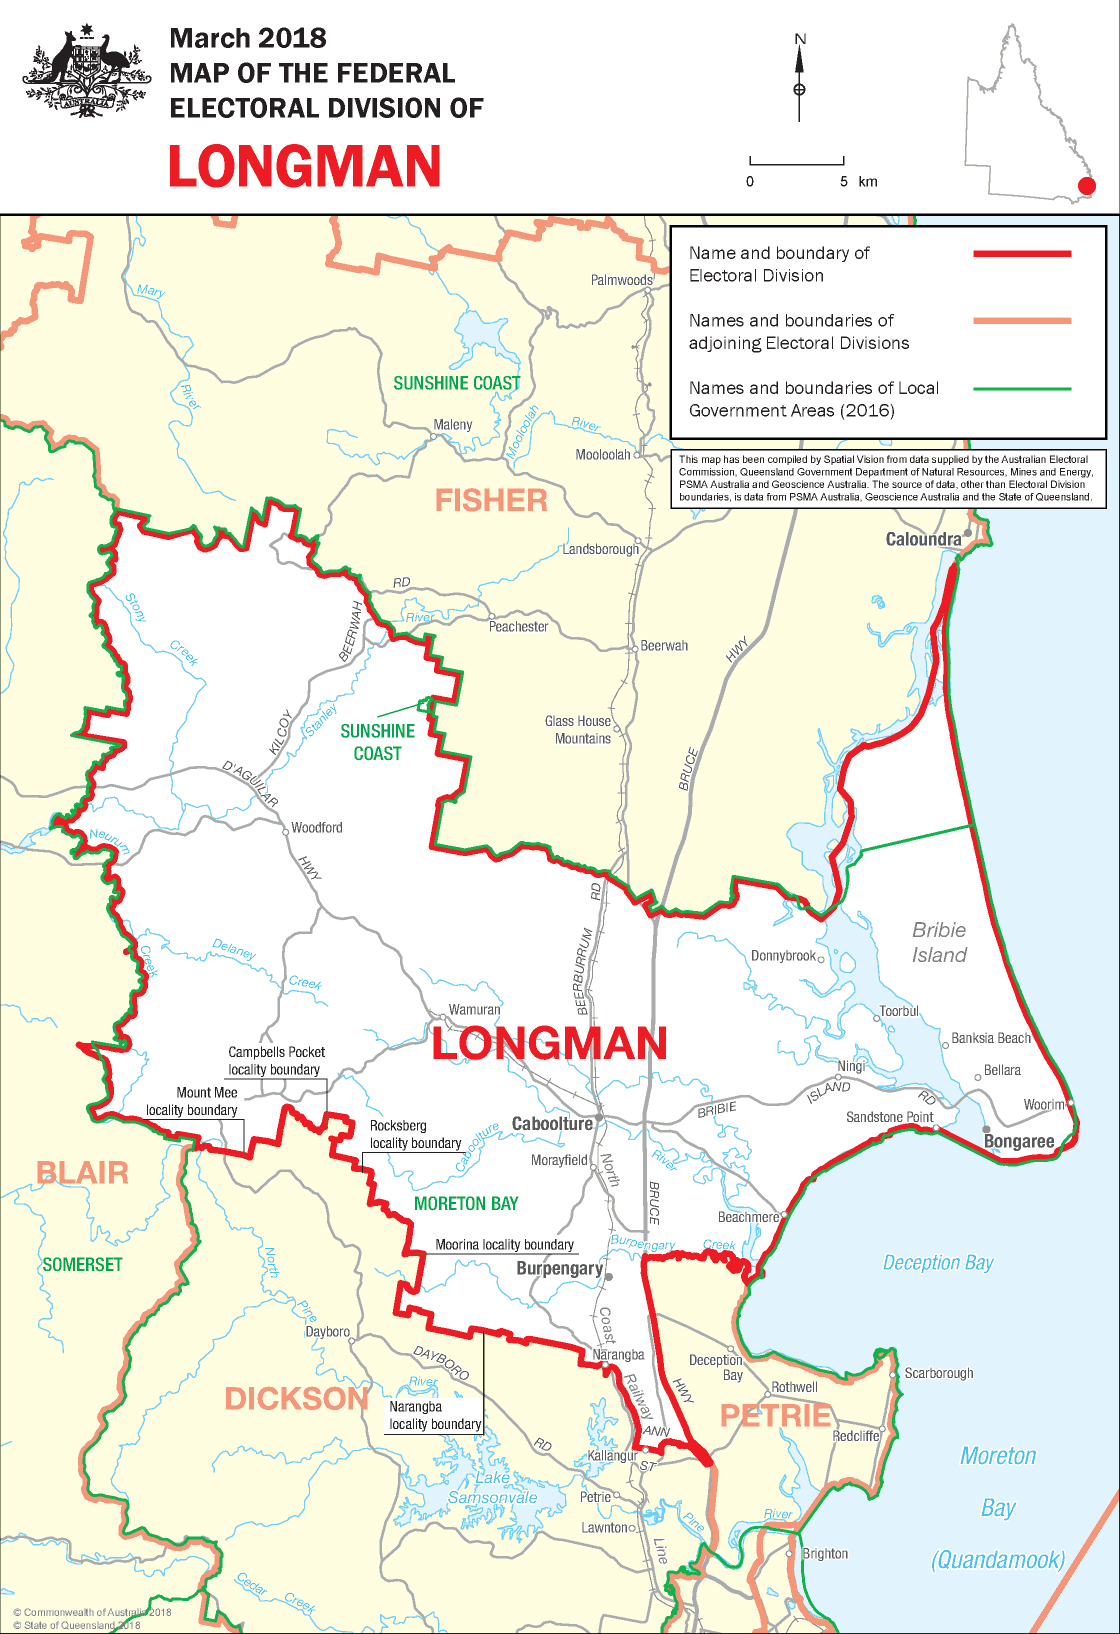 March 2018
MAP OF THE FEDERAL
ELECTORAL DIVISION OF
LONGMAN
AUSTRALIA
N
0 5 km
Name and boundary of
Electoral Division
Names and boundaries of
adjoining Electoral Divisions
Names and boundaries of Local
Government Areas (2016)
This map has been compiled by Spatial Vision from data supplied by the Australian Electoral
Commission, Queensland Government Department of Natural Resources, Mines and Energy,
PSMA Australia and Geoscience Australia. The source of data, other than Electoral Division
boundaries, is data from PSMA Australia, Geoscience Australia and the State of Queensland.
Palmwoods
Mary
River
SUNSHINE COAST
Maleny
Mooloolah
River
Mooloolah
FISHER
Caloundra
Landsborough
RD
River
Peachester
BEERWAH
Beerwah
HWY
Stony
Creek
KILCOY
Stanley
SUNSHINE
COAST
Glass House
Mountains
BRUCE
D'AGUILAR
Woodford
Neurum
HWY
RD
BEERBURRUM
Bribie
Island
Donnybrook
Creek
Delaney
Creek
Wamuran
Toorbul
LONGMAN
Banksia Beach
Campbells Pocket
locality boundary
Ningi
Bellara
Mount Mee
locality boundary
ISLAND
RD
BRIBIE
Woorim
Sandstone Point
Rocksberg
locality boundary
Caboolture
Bongaree
Caboolture
Morayfield
North
River
BLAIR
MORETON BAY
BRUCE
Beachmere
Moorina locality boundary
Burpengary
Creek
SOMERSET
North
Burpengary
Deception Bay
Pine
Coast
Dayboro
DAYBORO
Narangba
Deception
Bay
Scarborough
River
Railway
HWY
Rothwell
DICKSON
Narangba
locality boundary
PETRIE
ANN
Redcliffe
RD
Kallangur
ST
Moreton
Lake
Samsonvale
Petrie
Bay
Lawnton
Pine
River
Line
Brighton
(Quandamook)
Cedar
Creek
© Commonwealth of Australia 2018
© State of Queensland 2018